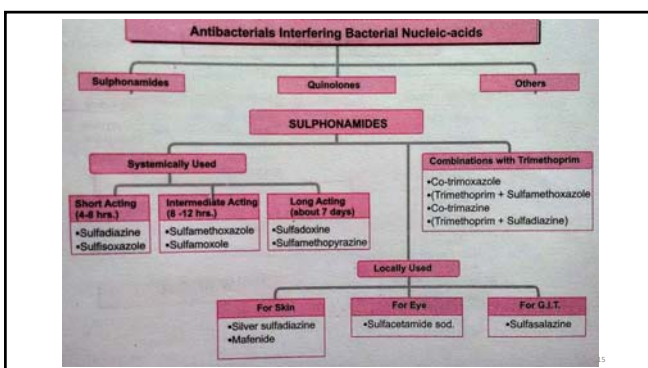 Antibacterials Interfering Bacterial Nucleic-acids
Sulphonamides
Quinolones
Others
SULPHONAMIDES
Systemically Used
Combinations with Trimethoprim
•Co-trimoxazole
•(Trimethoprim + Sulfamethoxazole
•Co-trimazine
•(Trimethoprim + Sulfadiazine)
Short Acting
(4-8 hrs.)
•Sulfadiazine
•Sulfisoxazole
Intermediate Acting
(8 -12 hrs.)
•Sulfamethoxazole
•Sulfamoxole
Long Acting
(about 7 days)
•Sulfadoxine
•Sulfamethopyrazine
Locally Used
For Skin
•Silver sulfadiazine
•Mafenide
For Eye
•Sulfacetamide sod.
For G.I.T.
•Sulfasalazine